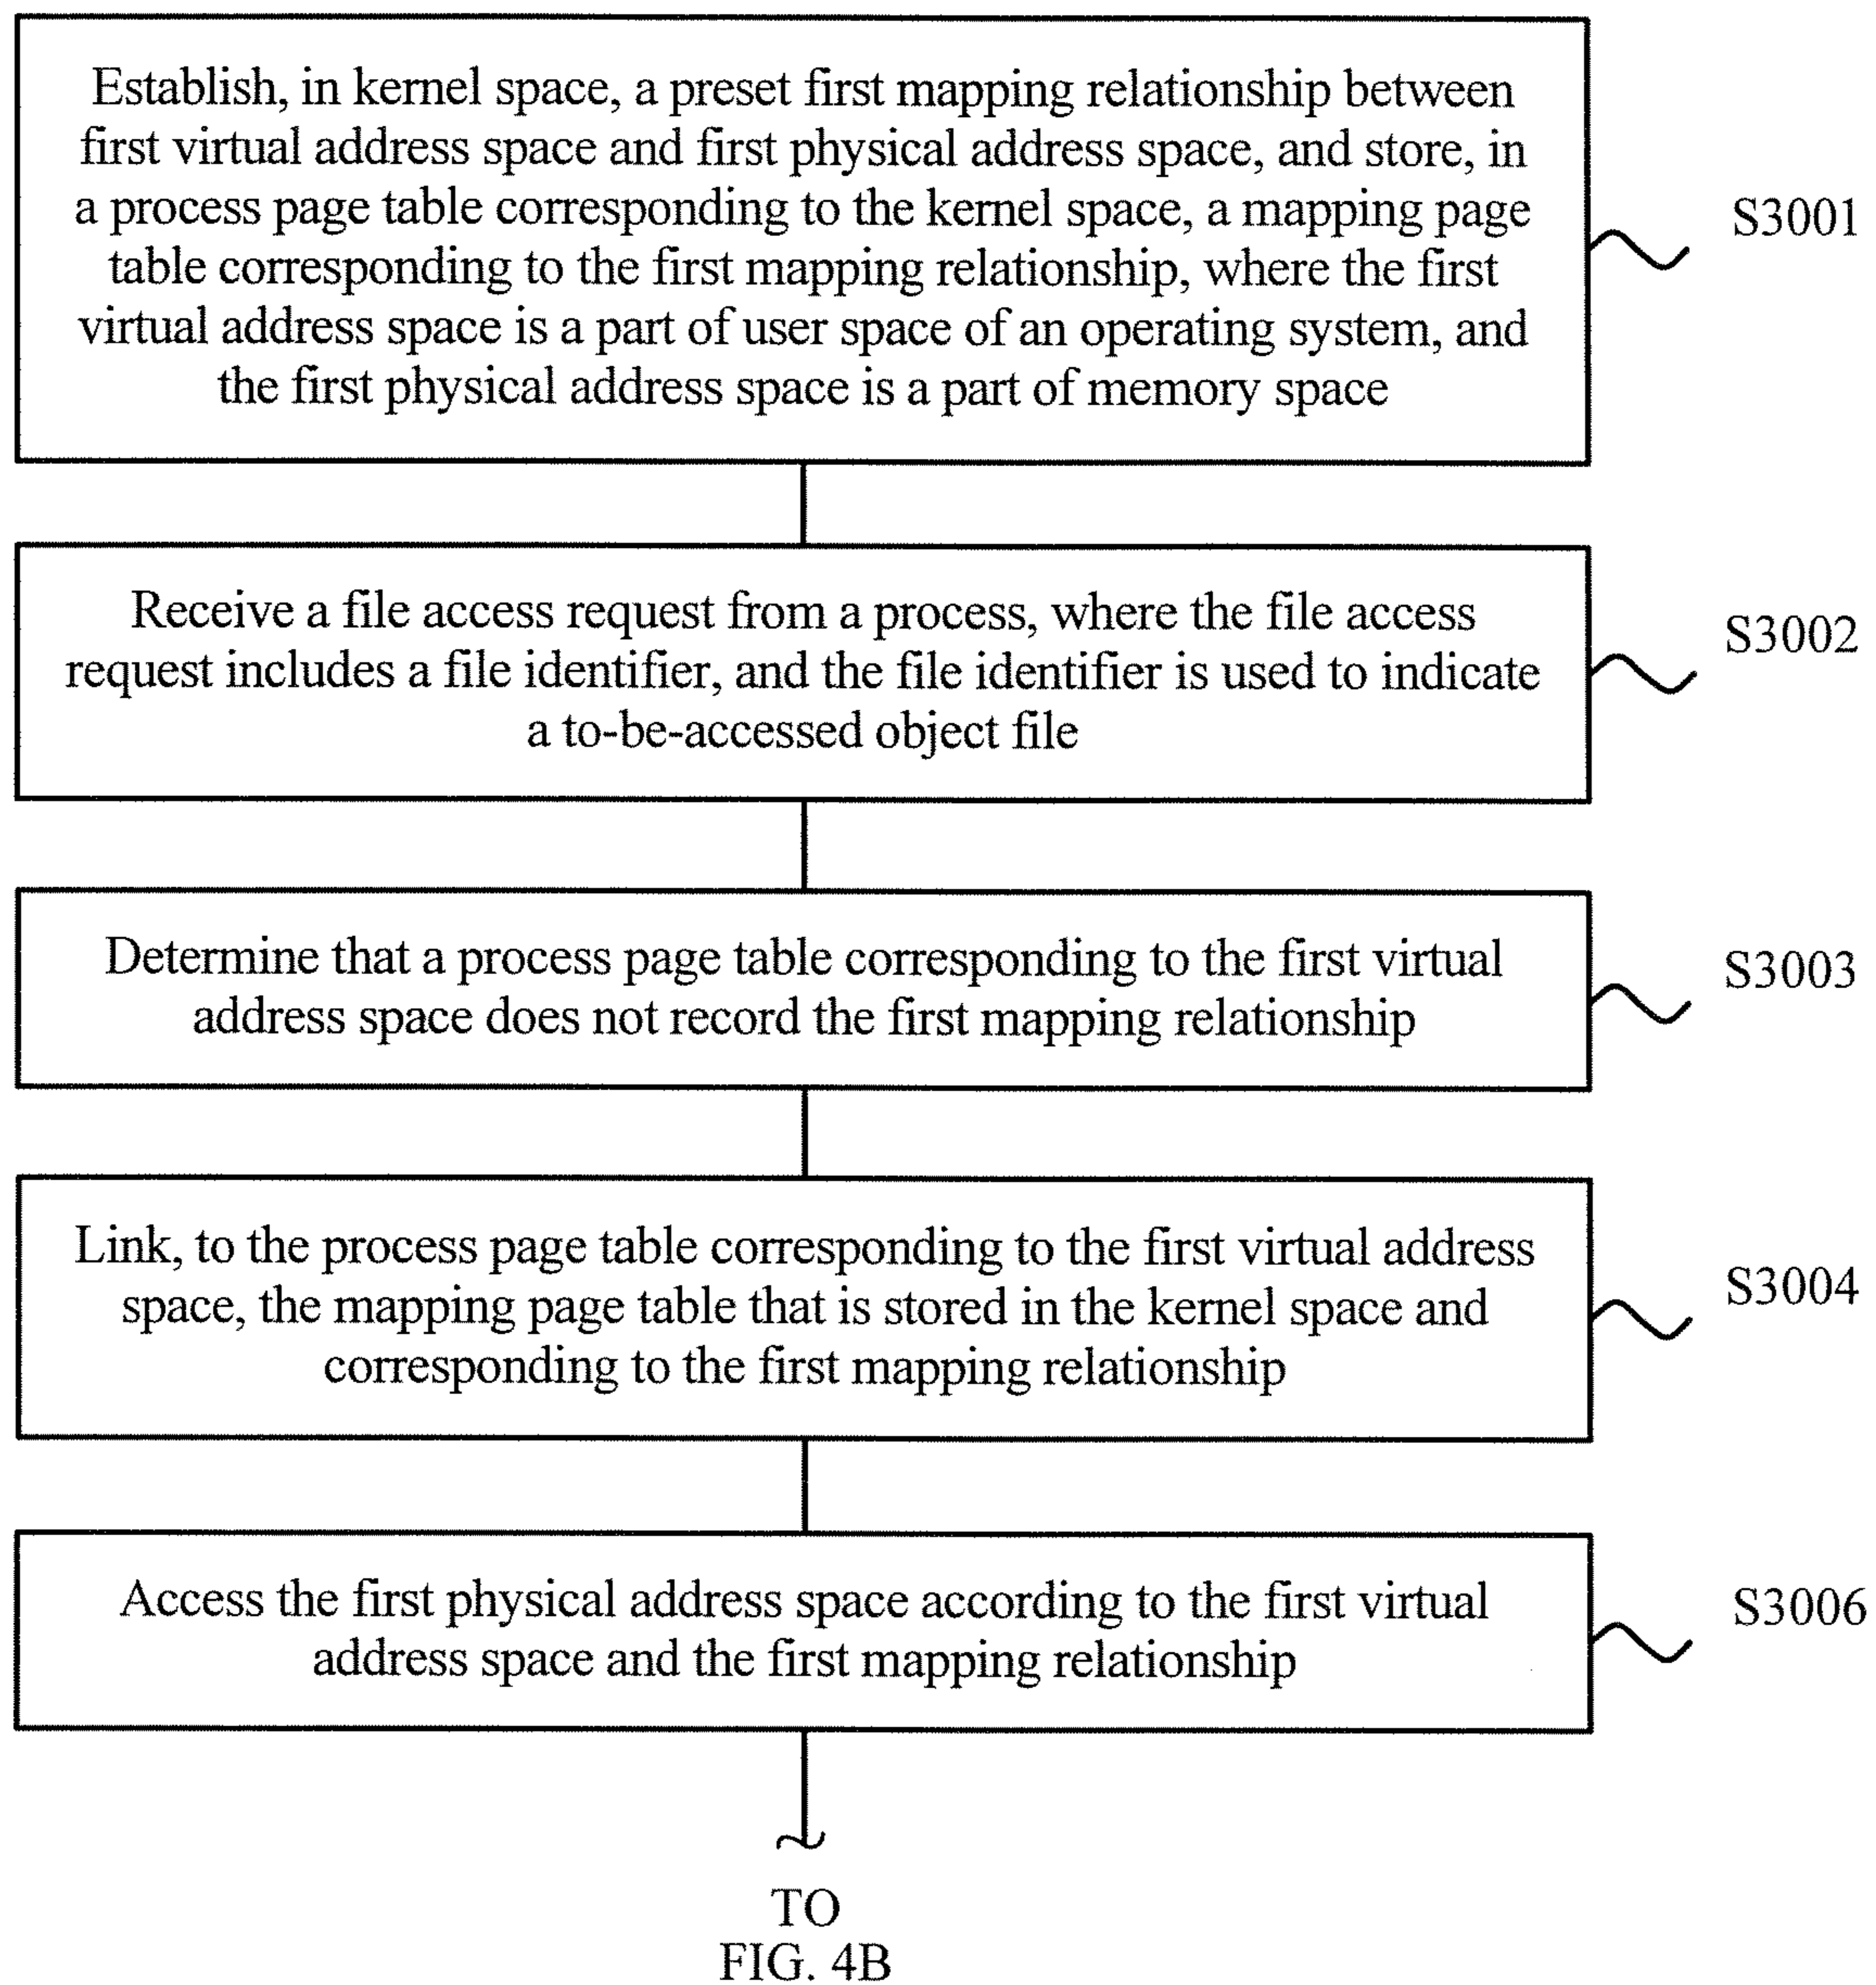 Establish, in kernel space, a preset first mapping relationship between
first virtual address space and first physical address space, and store, in
a process page table corresponding to the kernel space, a mapping page
table corresponding to the first mapping relationship, where the first
virtual address space is a part of user space of an operating system, and
the first physical address space is a part of memory space
S3001
Receive a file access request from a process, where the file access
request includes a file identifier, and the file identifier is used to indicate
a to-be-accessed object file
S3002
Determine that a process page table corresponding to the first virtual
address space does not record the first mapping relationship
S3003
Link, to the process page table corresponding to the first virtual address
space, the mapping page table that is stored in the kernel space and
corresponding to the first mapping relationship
S3004
Access the first physical address space according to the first virtual
address space and the first mapping relationship
S3006
TO
FIG. 4B